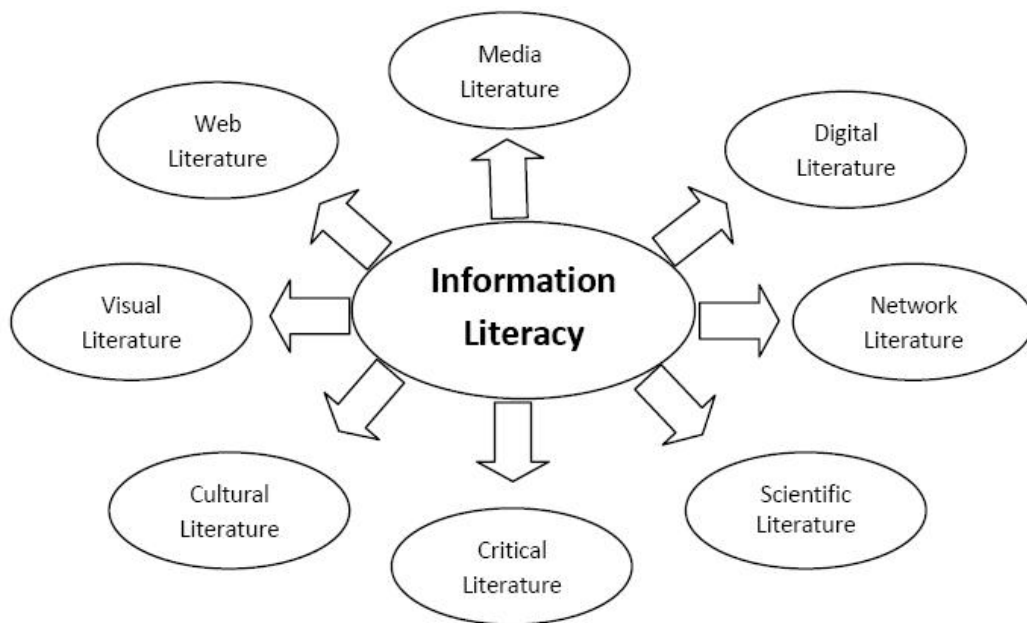 Media
Literature
Web
Literature
Digital
Literature
Information
Literacy
Visual
Literature
Network
Literature
Cultural
Literature
Scientific
Literature
Critical
Literature